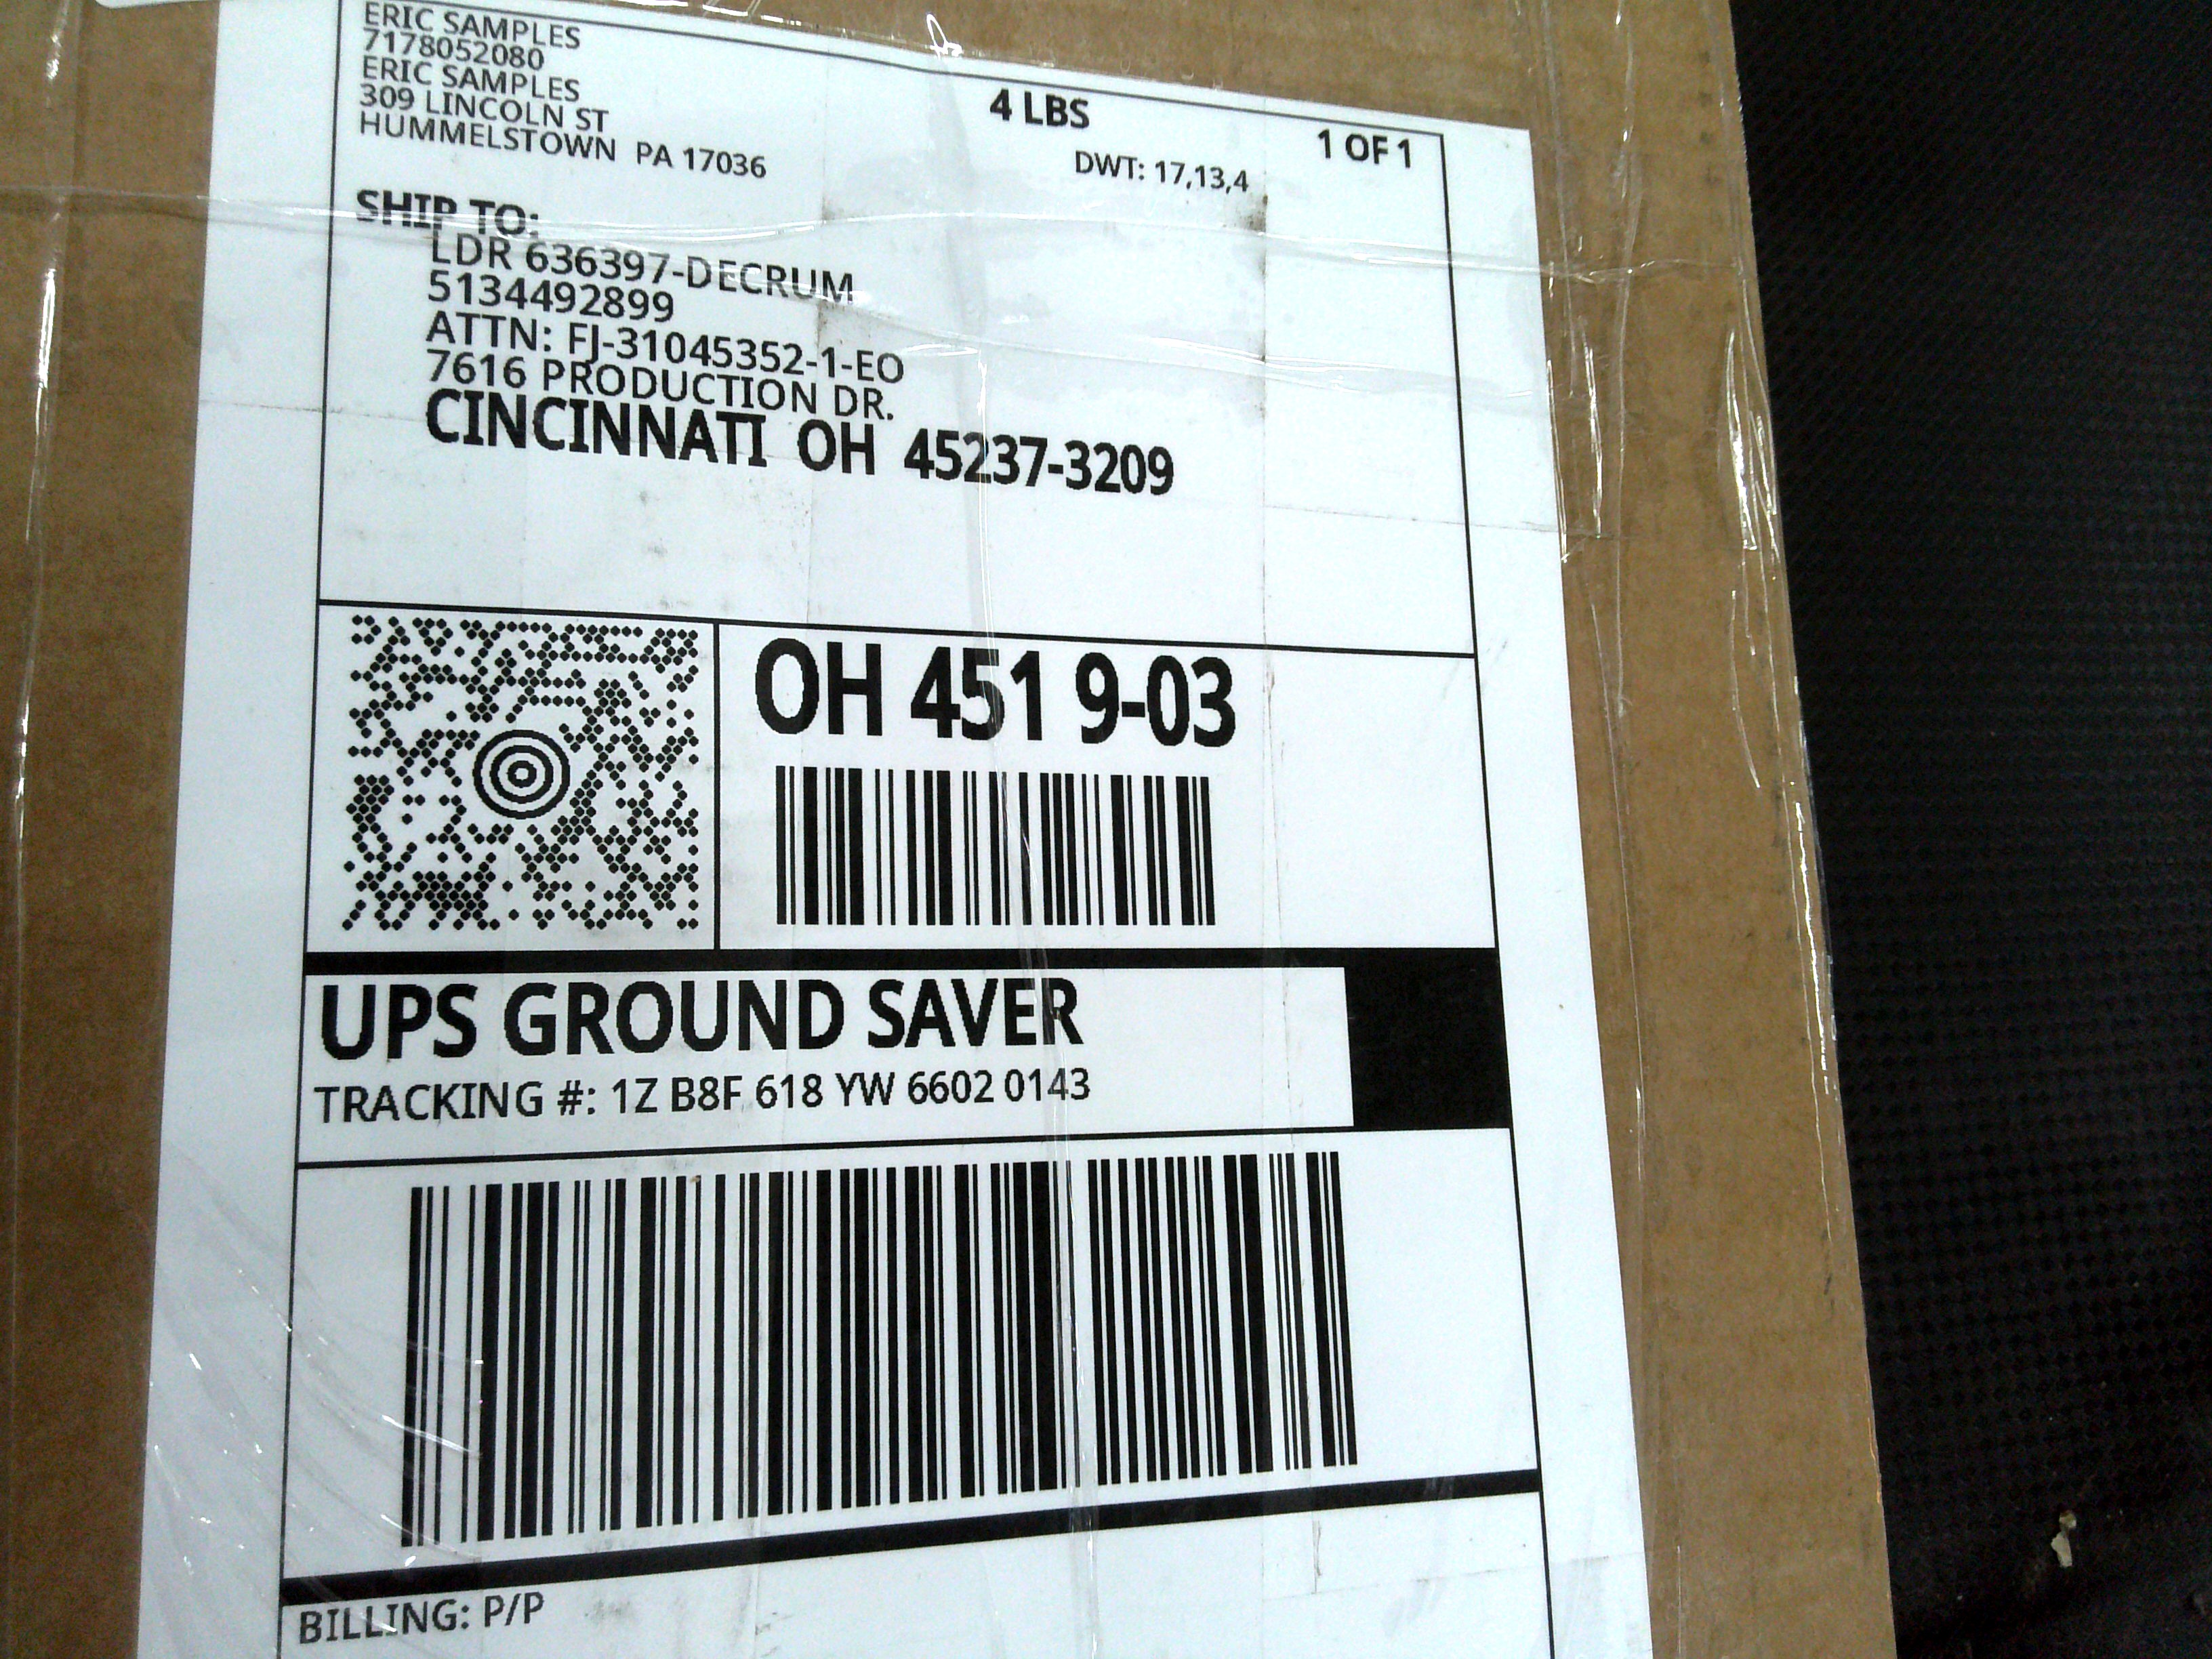 ERIC SAMPLES
7178052080
ERIC SAMPLES
309 LINCOLN ST
HUMMELSTOWN PA 17036
4 LBS
1 OF 1
DWT: 17,13,4
SHIP TO:
LDR 636397-DECRUM
5134492899
ATTN: FJ-31045352-1-EO
7616 PRODUCTION DR.
CINCINNATI OH 45237-3209
OH 451 9-03
UPS GROUND SAVER
TRACKING #: 1Z B8F 618 YW 6602 0143
BILLING: P/P